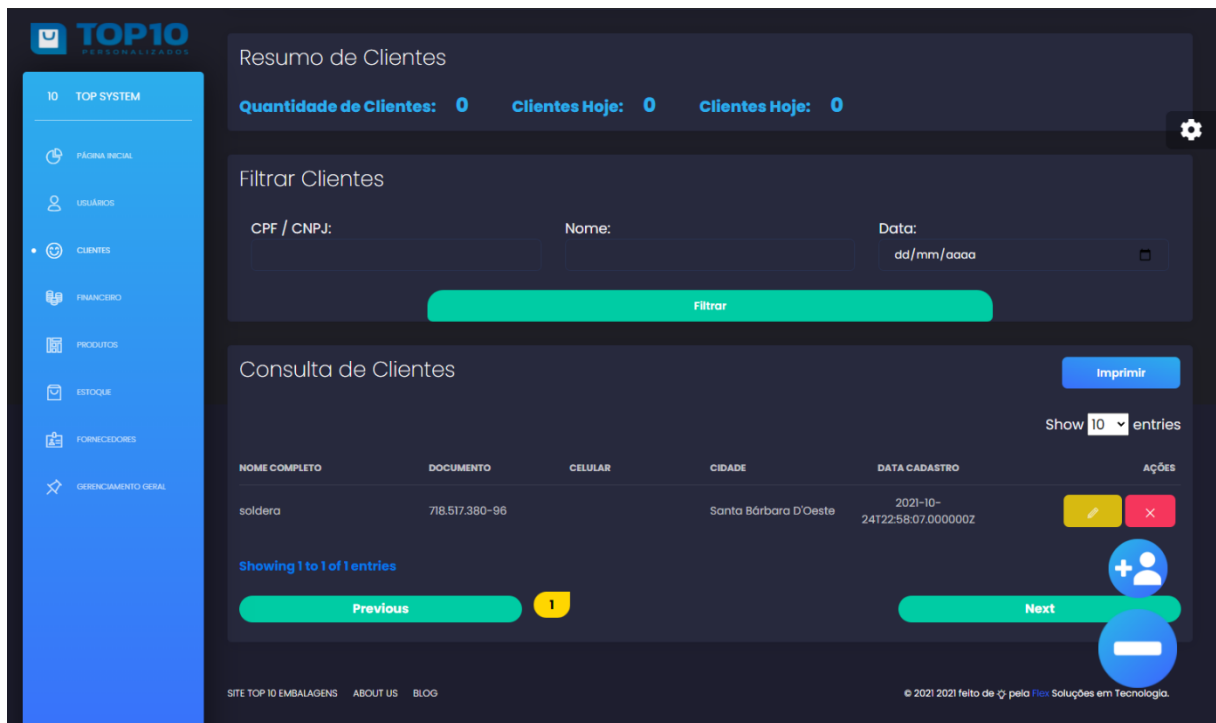 TOP10
PERSONALIZADOS
10 TOP SYSTEM
PÁGINA INICIAL
USUÁRIOS
CLIENTES
FINANCEIRO
PRODUTOS
ESTOQUE
FORNECEDORES
GERENCIAMENTO GERAL
Resumo de Clientes
Quantidade de Clientes: 0 Clientes Hoje: 0 Clientes Hoje: 0
Filtrar Clientes
CPF / CNPJ: Nome: Data:
dd/mm/aaaa
Filtrar
Consulta de Clientes
Imprimir
Show 10 entries
NOME COMPLETO DOCUMENTO CELULAR CIDADE DATA CADASTRO AÇÕES
soldera 718.517.380-96 Santa Bárbara D'Oeste 2021-10-
24T22:58:07.000000Z
Showing 1 to 1 of 1 entries
Previous 1 Next
SITE TOP 10 EMBALAGENS ABOUT US BLOG
© 2021 2021 feito de pela Flex Soluções em Tecnologia.